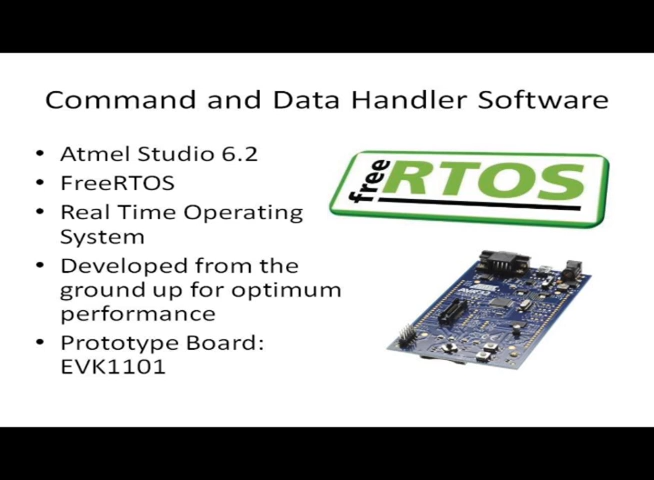 Command and Data Handler Software
• Atmel Studio 6.2
• FreeRTOS
• Real Time Operating
System
• Developed from the
ground up for optimum
performance
• Prototype Board:
EVK1101
free RTOS
AVR32